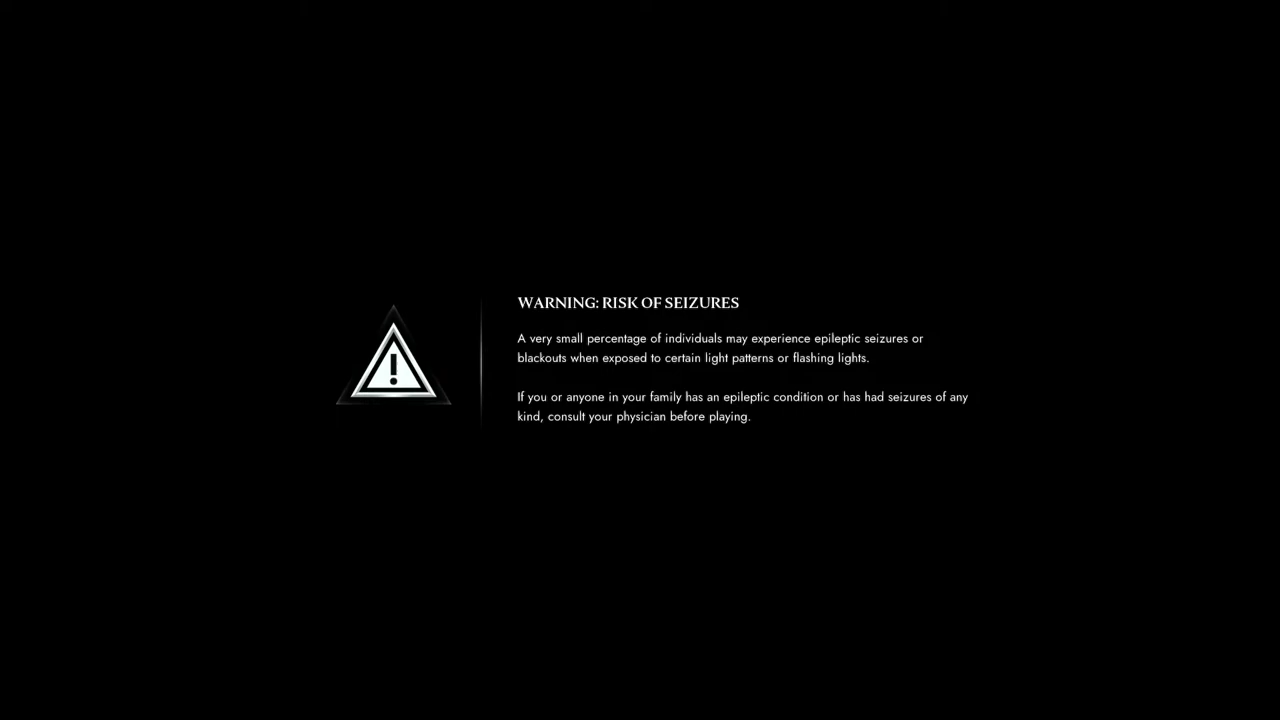 WARNING: RISK OF SEIZURES
A very small percentage of individuals may experience epileptic seizures or
blackouts when exposed to certain light patterns or flashing lights.
If you or anyone in your family has an epileptic condition or has had seizures of any
kind, consult your physician before playing.